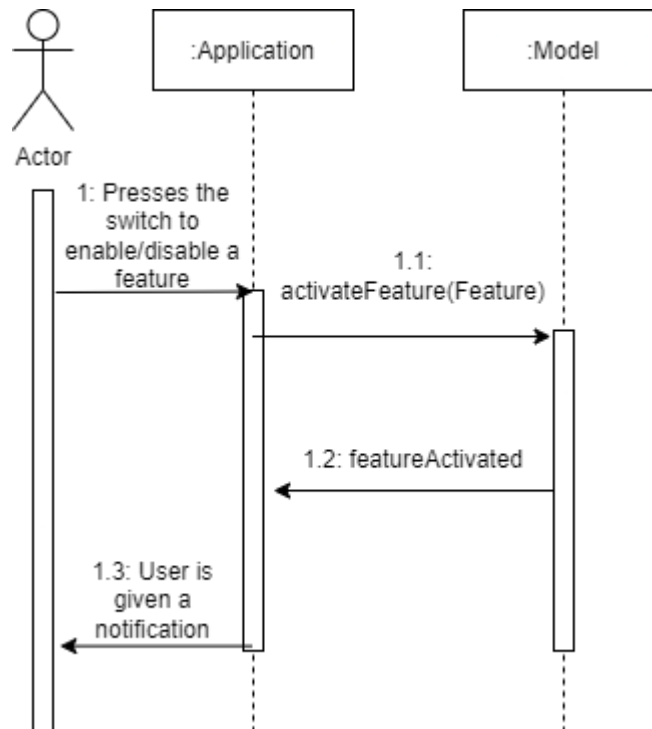 :Application
:Model
Actor
1: Presses the
switch to
enable/disable a
feature
1.1:
activateFeature(Feature)
1.2: featureActivated
1.3: User is
given a
notification